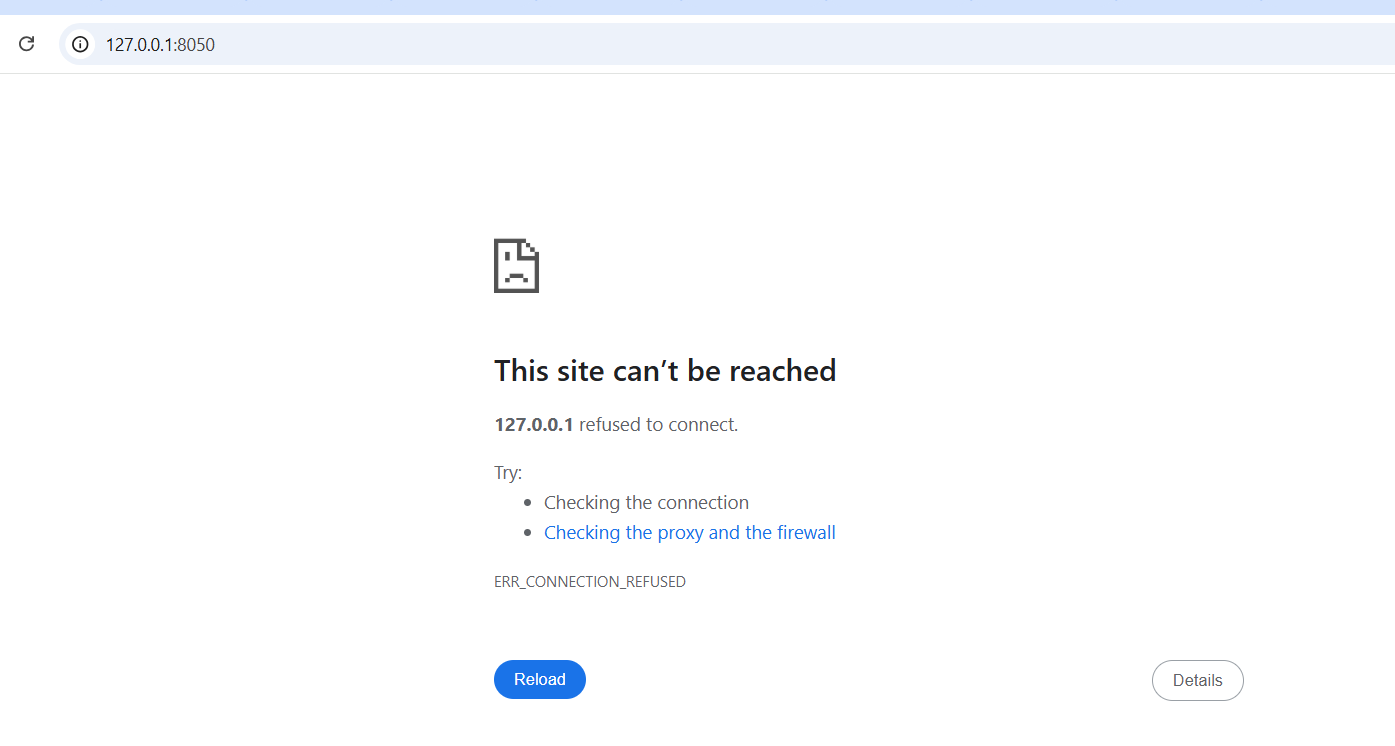 127.0.0.1:8050
This site can’t be reached
127.0.0.1 refused to connect.
Try:
• Checking the connection
• Checking the proxy and the firewall
ERR_CONNECTION_REFUSED
Reload
Details